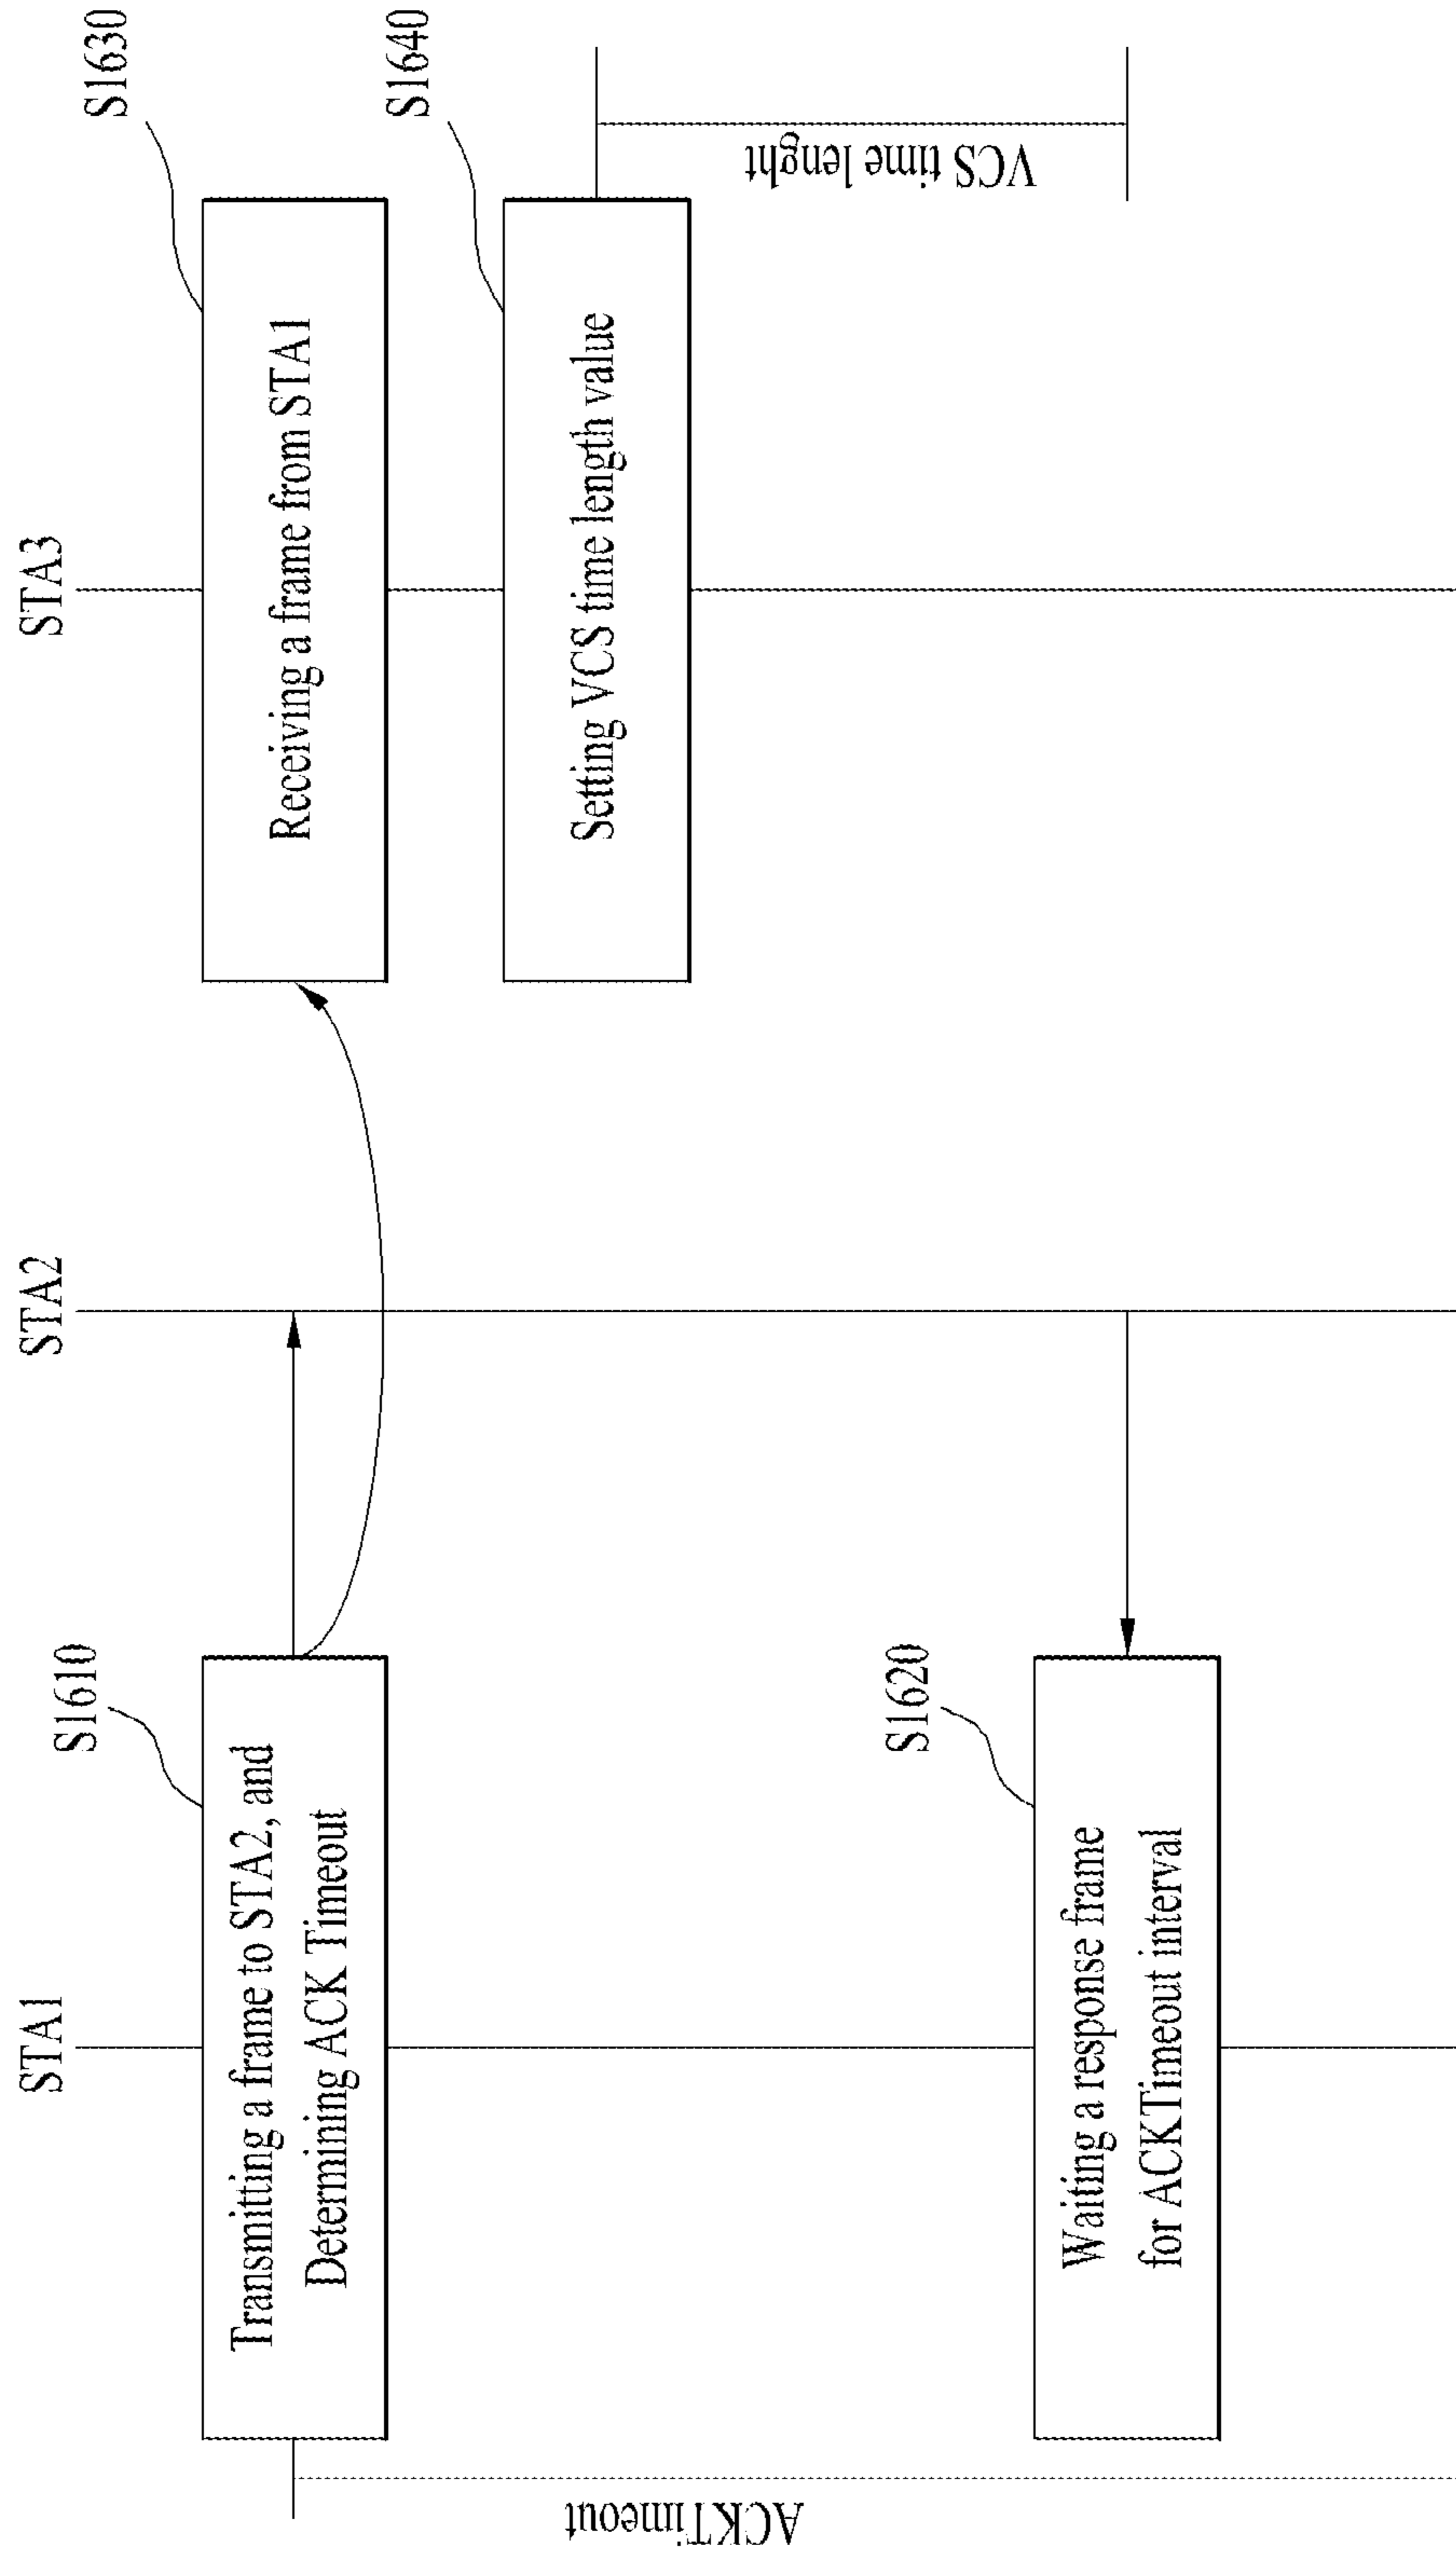 STA1
STA2
STA3
S1610
Transmitting a frame to STA2, and
Determining ACK Timeout
S1630
Receiving a frame from STA1
S1640
Setting VCS time length value
VCS time lenght
S1620
Waiting a response frame
for ACKTimeout interval
ACKTimeout